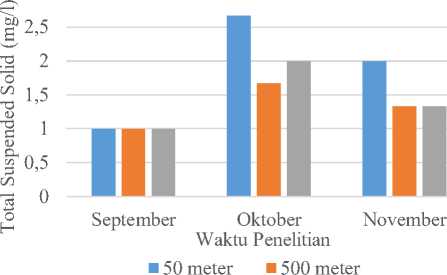 Total Suspended Solid (mg/l)
2,5
2
1,5
1
0,5
0
September Oktober November
Waktu Penelitian
50 meter 500 meter